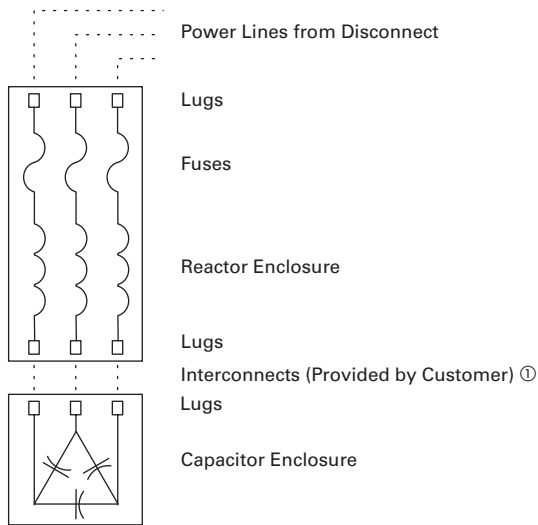 Power Lines from Disconnect
Lugs
Fuses
Reactor Enclosure
Lugs
Interconnects (Provided by Customer) ①
Lugs
Capacitor Enclosure